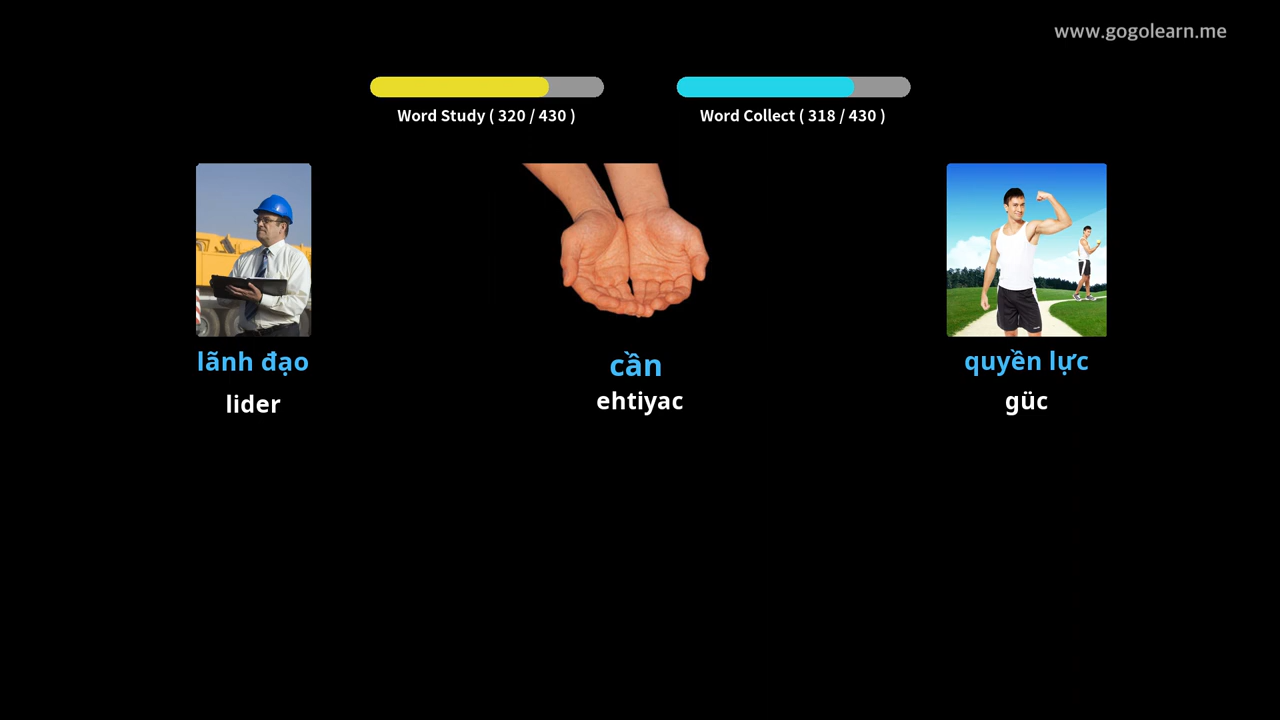 www.gogolearn.me
Word Study ( 320 / 430 )
Word Collect ( 318 / 430 )
lãnh đạo
lider
cần
ehtiyac
quyền lực
güc